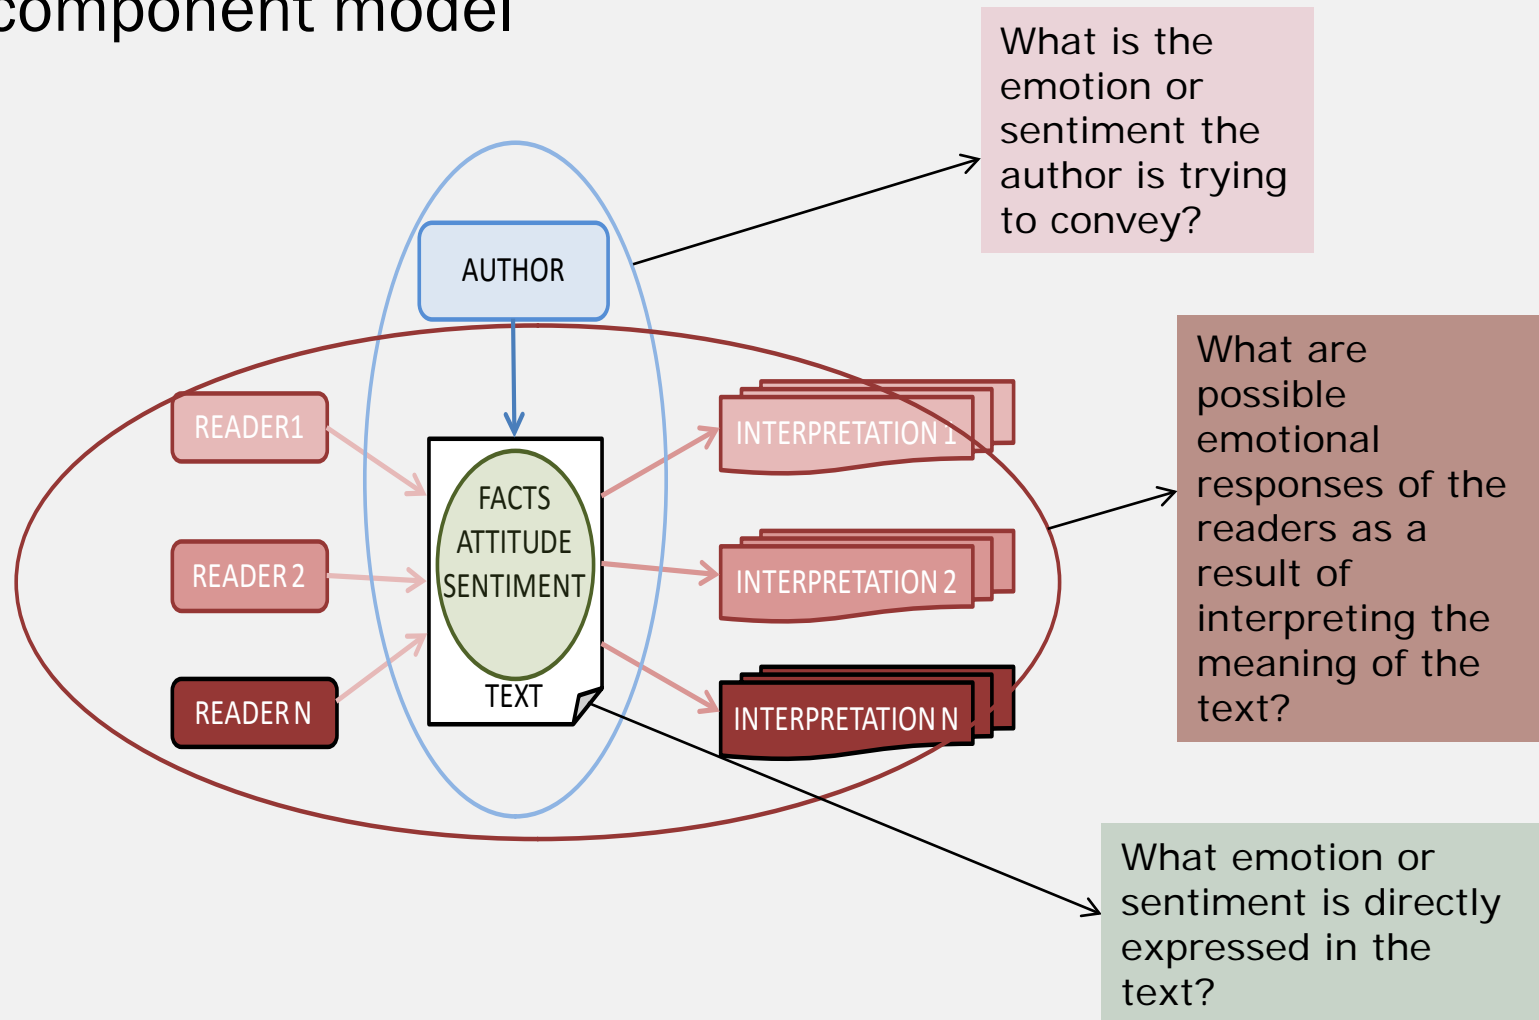 component model
What is the
emotion or
sentiment the
author is trying
to convey?
AUTHOR
What are
possible
emotional
responses of the
readers as a
result of
interpreting the
meaning of the
text?
READER1
INTERPRETATION 1
FACTS
ATTITUDE
SENTIMENT
READER 2
INTERPRETATION 2
TEXT
READER N
INTERPRETATION N
What emotion or
sentiment is directly
expressed in the
text?